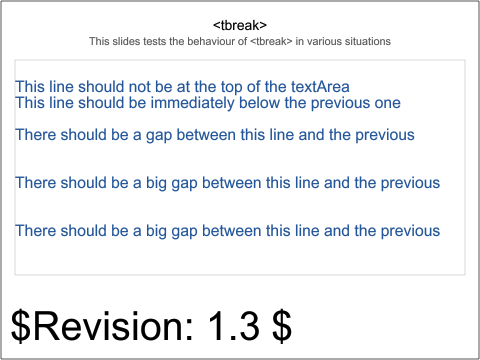 <tbreak>
This slides tests the behaviour of <tbreak> in various situations
This line should not be at the top of the textArea
This line should be immediately below the previous one
There should be a gap between this line and the previous
There should be a big gap between this line and the previous
There should be a big gap between this line and the previous
$Revision: 1.3 $